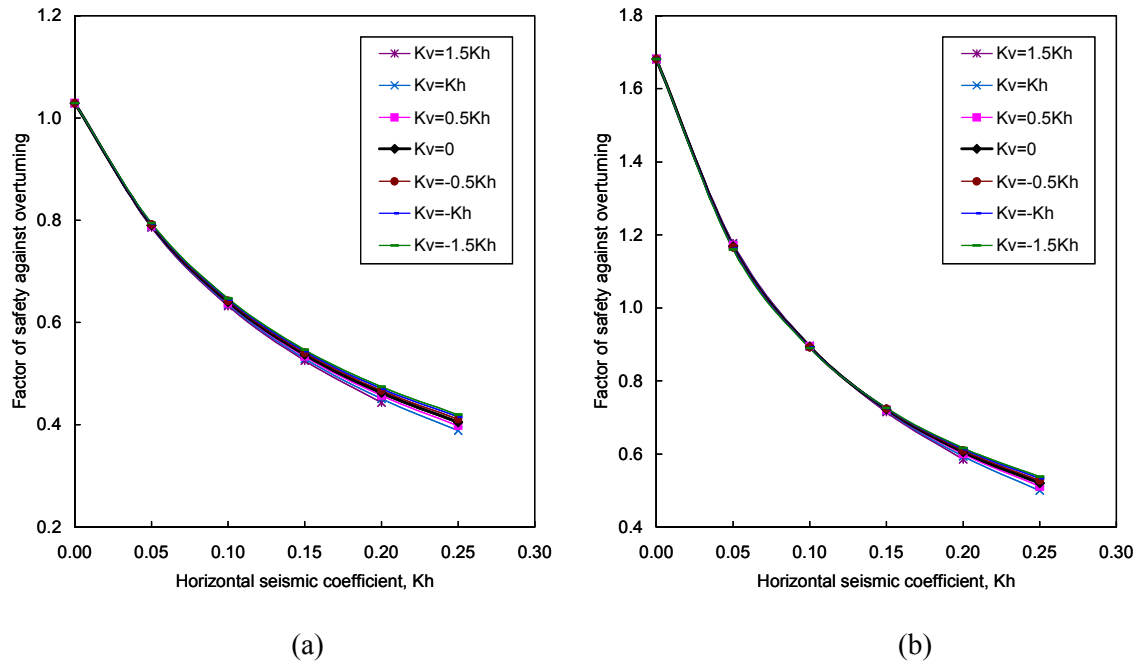 1.2
1.0
0.8
0.6
0.4
0.2
Factor of safety against overturning
Kv=1.5Kh
Kv=Kh
Kv=0.5Kh
Kv=0
Kv=-0.5Kh
Kv=-Kh
Kv=-1.5Kh
0.00 0.05 0.10 0.15 0.20 0.25 0.30
Horizontal seismic coefficient, Kh
(a)
1.8
1.6
1.4
1.2
1.0
0.8
0.6
0.4
Factor of safety against overturning
Kv=1.5Kh
Kv=Kh
Kv=0.5Kh
Kv=0
Kv=-0.5Kh
Kv=-Kh
Kv=-1.5Kh
0.00 0.05 0.10 0.15 0.20 0.25 0.30
Horizontal seismic coefficient, Kh
(b)